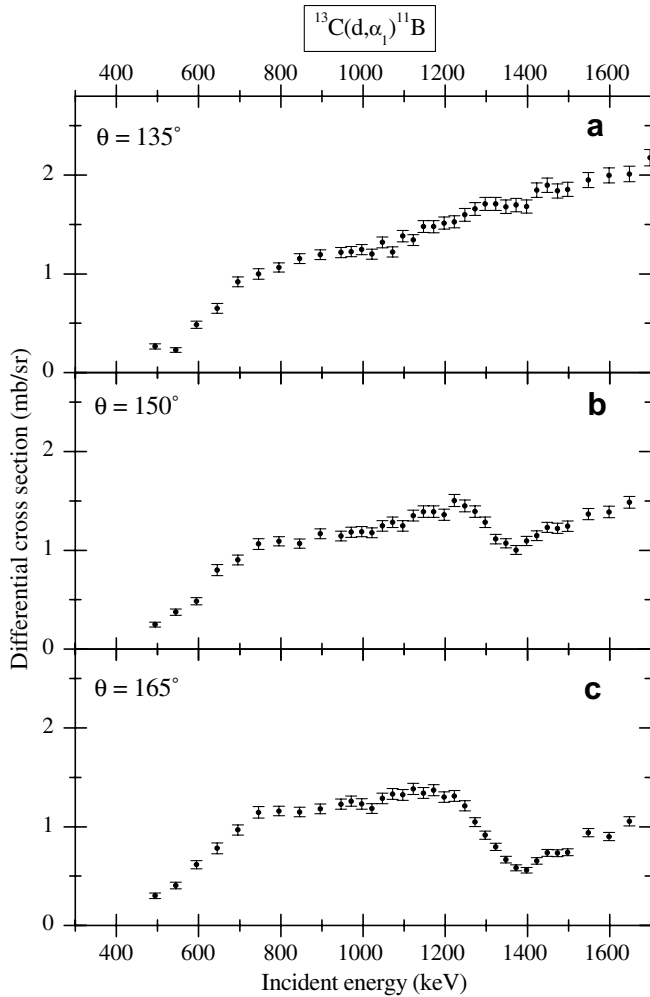 ¹³C(d,α₁)¹¹B
400 600 800 1000 1200 1400 1600
θ = 135° a
2
1
0
θ = 150° b
2
1
0
θ = 165° c
2
1
0
Differential cross section (mb/sr)
400 600 800 1000 1200 1400 1600
Incident energy (keV)